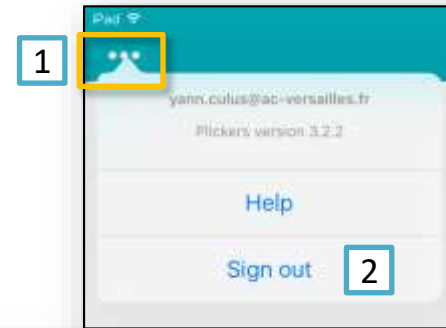 iPad
1
yann.culus@ac-versailles.fr
Plickers version 3.2.2
Help
Sign out
2